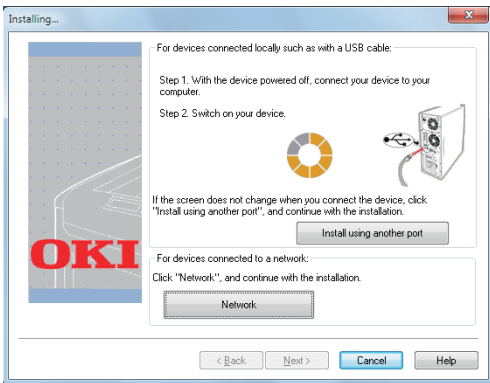 Installing...
For devices connected locally such as with a USB cable:
Step 1. With the device powered off, connect your device to your
computer.
Step 2. Switch on your device.
If the screen does not change when you connect the device, click
"Install using another port", and continue with the installation.
Install using another port
OKI
For devices connected to a network:
Click "Network", and continue with the installation.
Network
< Back
Next >
Cancel
Help